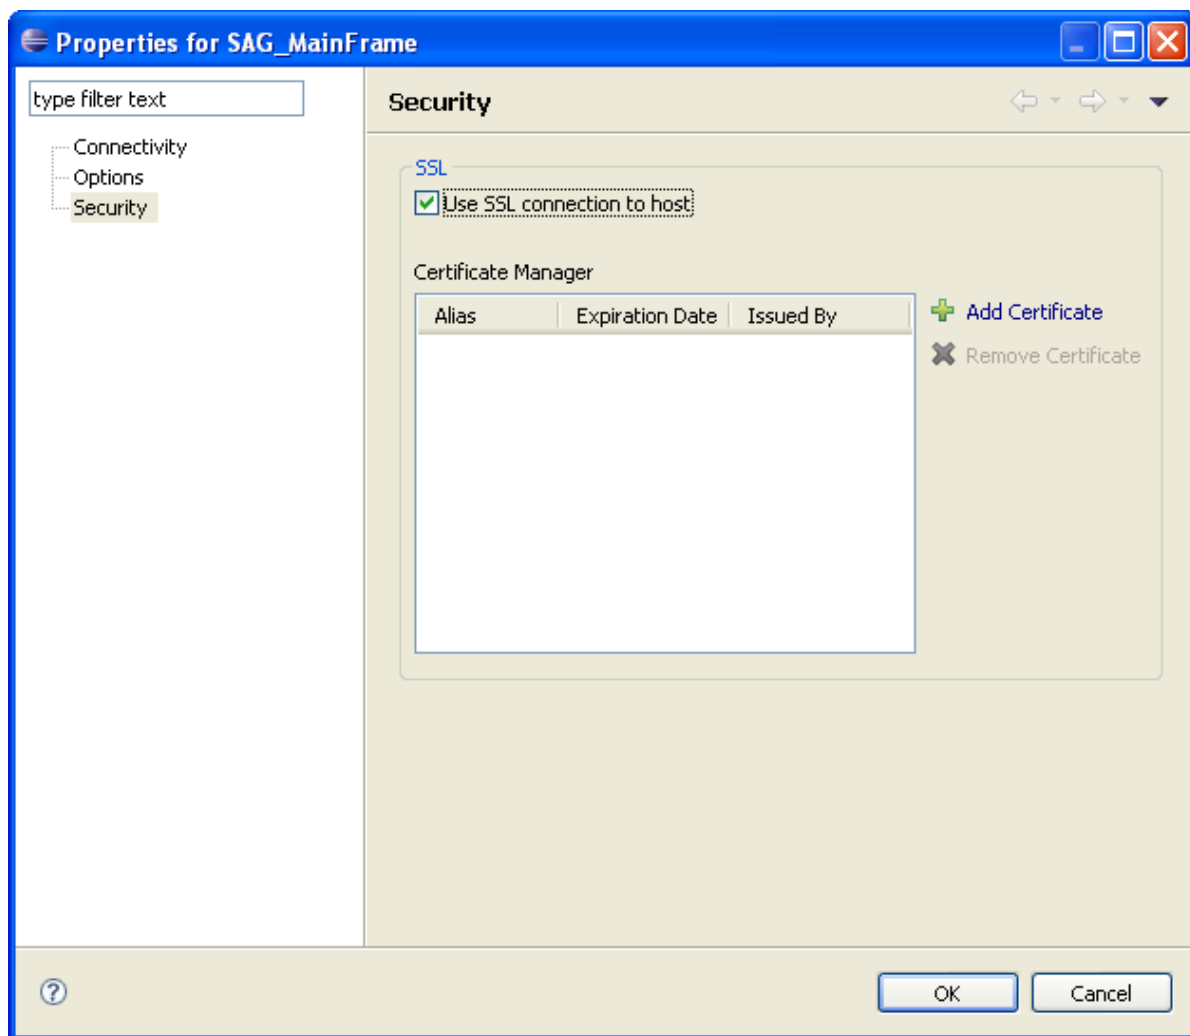 Properties for SAG_MainFrame
type filter text
Connectivity
Options
Security
Security
SSL
Use SSL connection to host
Certificate Manager
Alias Expiration Date Issued By
Add Certificate
Remove Certificate
OK Cancel